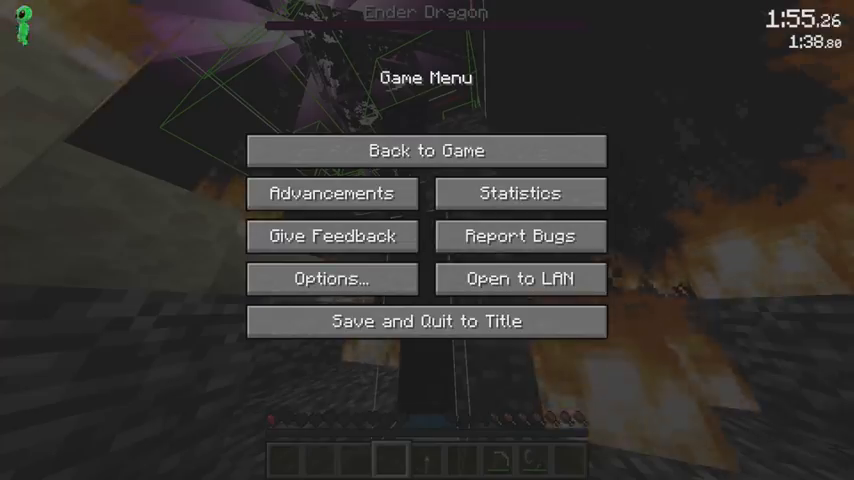 Ender Dragon
1:55.26
1:38.80
Game Menu
Back to Game
Advancements
Statistics
Give Feedback
Report Bugs
Options...
Open to LAN
Save and Quit to Title